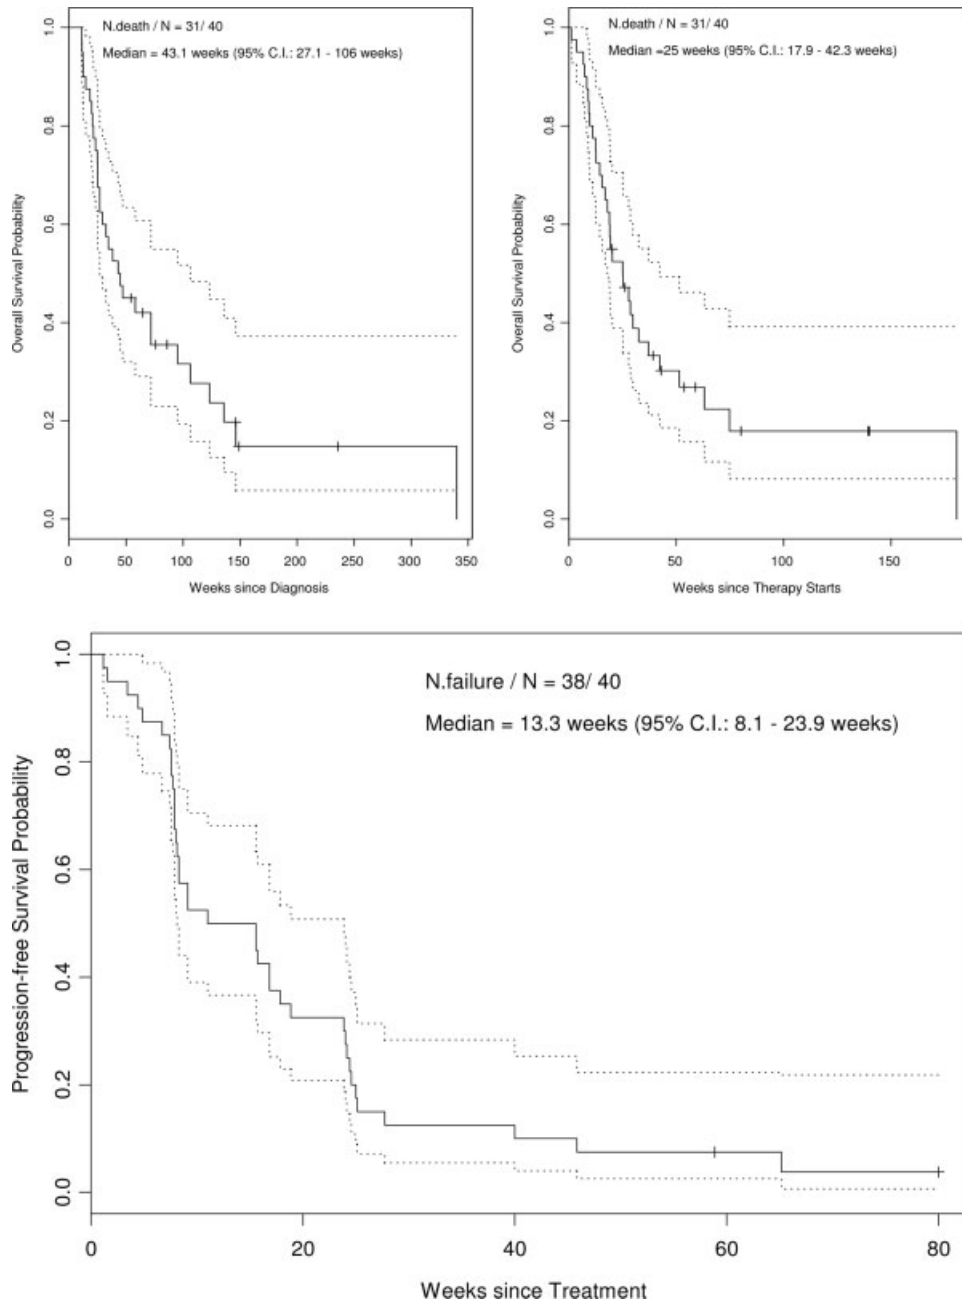 N.death / N = 31/ 40
Median = 43.1 weeks (95% C.I.: 27.1 - 106 weeks)
Overall Survival Probability
1.0
0.8
0.6
0.4
0.2
0.0
0 50 100 150 200 250 300 350
Weeks since Diagnosis
N.death / N = 31/ 40
Median =25 weeks (95% C.I.: 17.9 - 42.3 weeks)
Overall Survival Probability
1.0
0.8
0.6
0.4
0.2
0.0
0 50 100 150
Weeks since Therapy Starts
N.failure / N = 38/ 40
Median = 13.3 weeks (95% C.I.: 8.1 - 23.9 weeks)
Progression-free Survival Probability
1.0
0.8
0.6
0.4
0.2
0.0
0 20 40 60 80
Weeks since Treatment